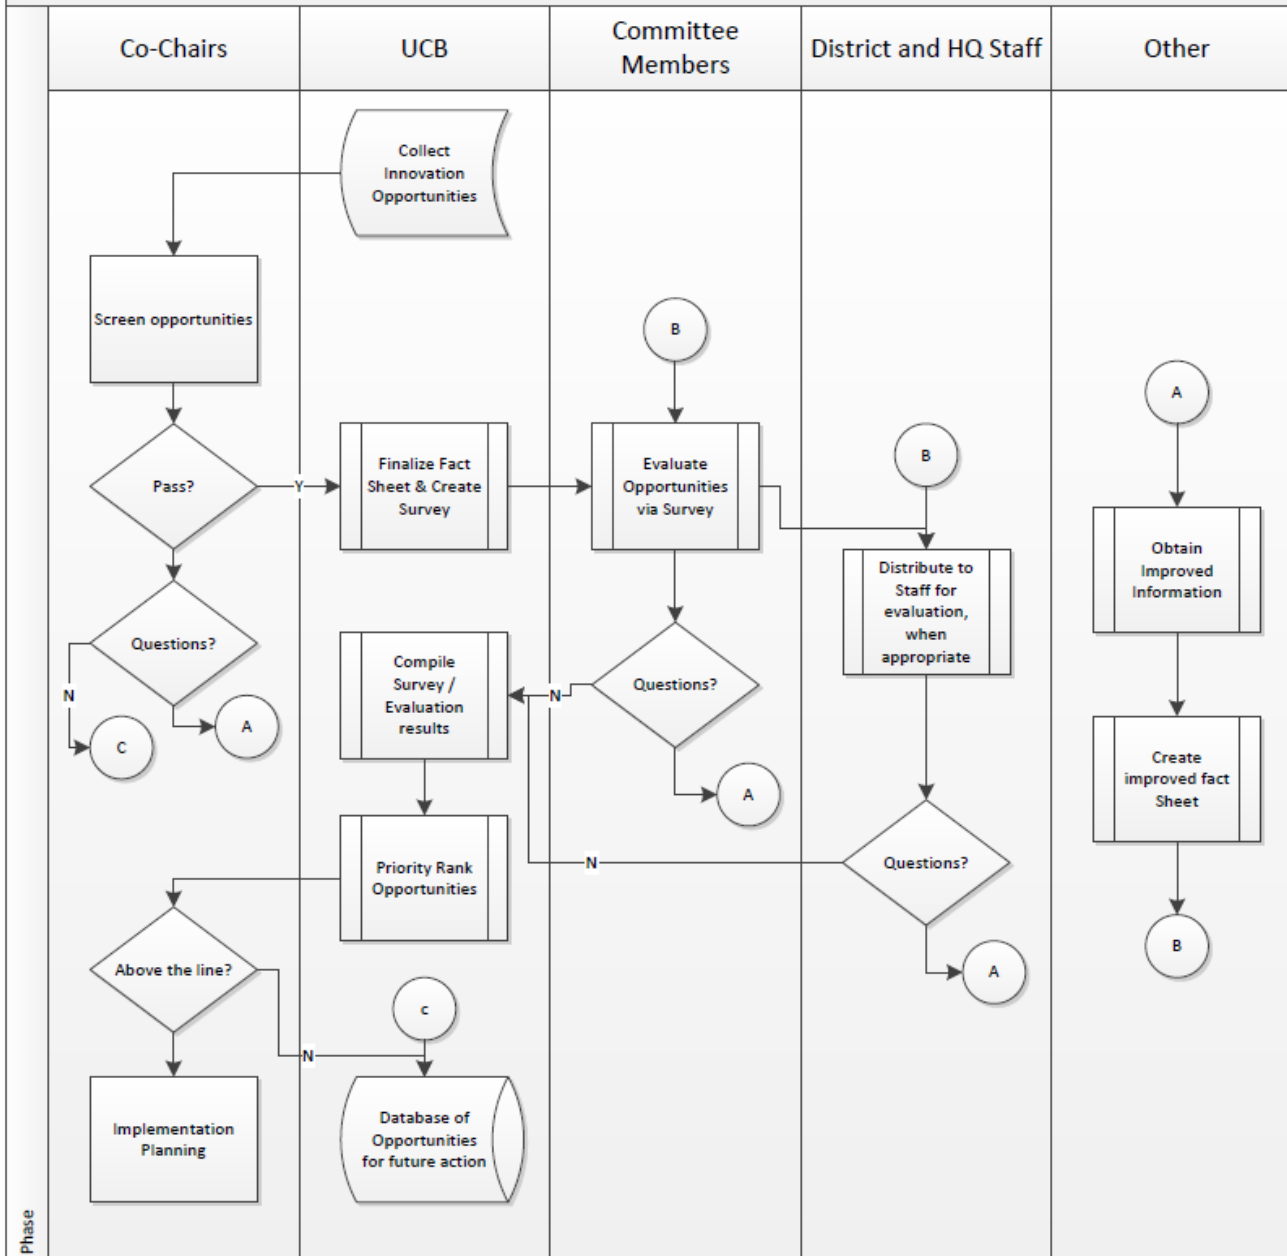 Co-Chairs
UCB
Committee
Members
District and HQ Staff
Other
Collect
Innovation
Opportunities
Screen opportunities
B
A
Pass?
Y
Finalize Fact
Sheet & Create
Survey
Evaluate
Opportunities
via Survey
B
Obtain
Improved
Information
Distribute to
Staff for
evaluation,
when
appropriate
Questions?
N
C
A
Compile
Survey /
Evaluation
results
N
Questions?
A
Create
improved fact
Sheet
Priority Rank
Opportunities
N
Questions?
A
B
Above the line?
N
c
Implementation
Planning
Database of
Opportunities
for future action
Phase